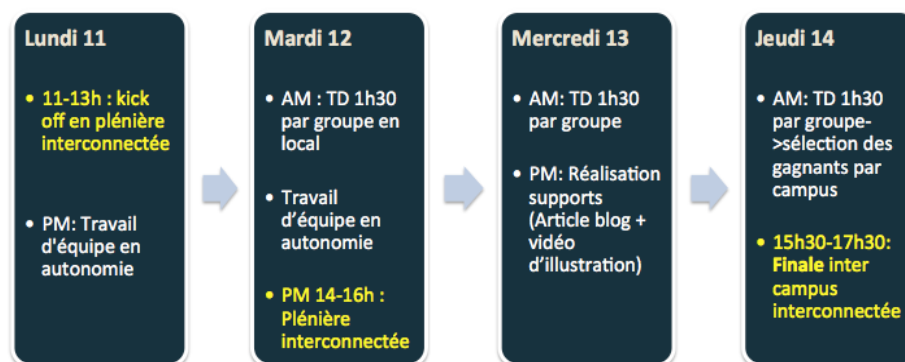 Lundi 11
• 11-13h : kick
off en plénière
interconnectée
• PM: Travail
d'équipe en
autonomie
Mardi 12
• AM : TD 1h30
par groupe en
local
• Travail
d’équipe en
autonomie
• PM 14-16h :
Plénière
interconnectée
Mercredi 13
• AM: TD 1h30
par groupe
• PM: Réalisation
supports
(Article blog +
vidéo
d’illustration)
Jeudi 14
• AM: TD 1h30
par groupe-
>sélection des
gagnants par
campus
• 15h30-17h30:
Finale inter
campus
interconnectée